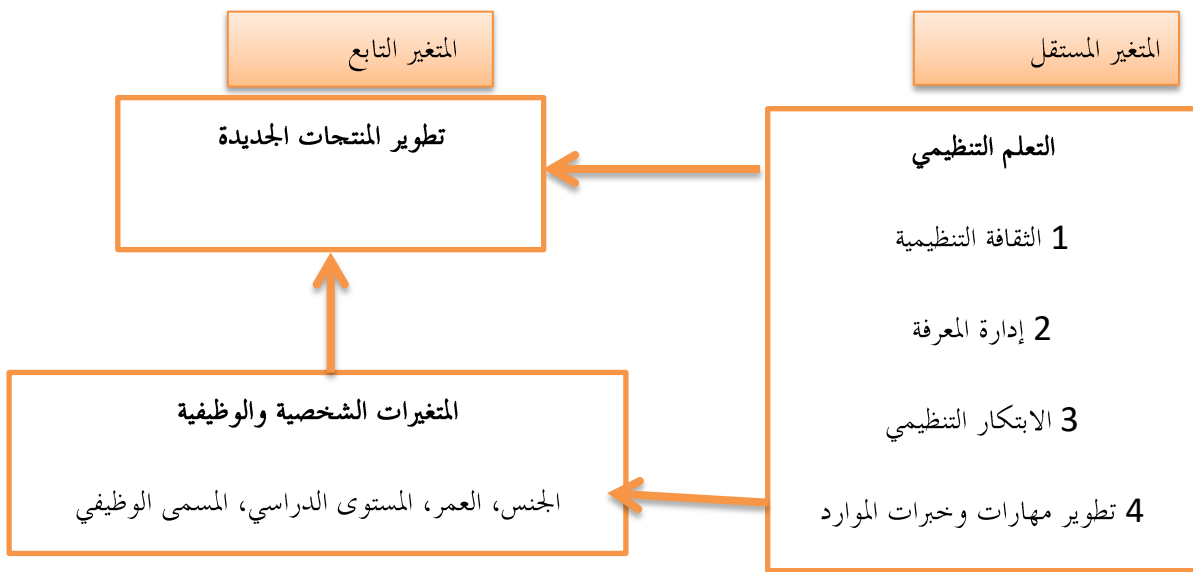 المتغير المستقل
المتغير التابع
التعلم التنظيمي
1 الثقافة التنظيمية
2 إدارة المعرفة
3 الابتكار التنظيمي
4 تطوير مهارات وخبرات الموارد
تطوير المنتجات الجديدة
المتغيرات الشخصية والوظيفية
الجنس، العمر، المستوى الدراسي، المسمى الوظيفي